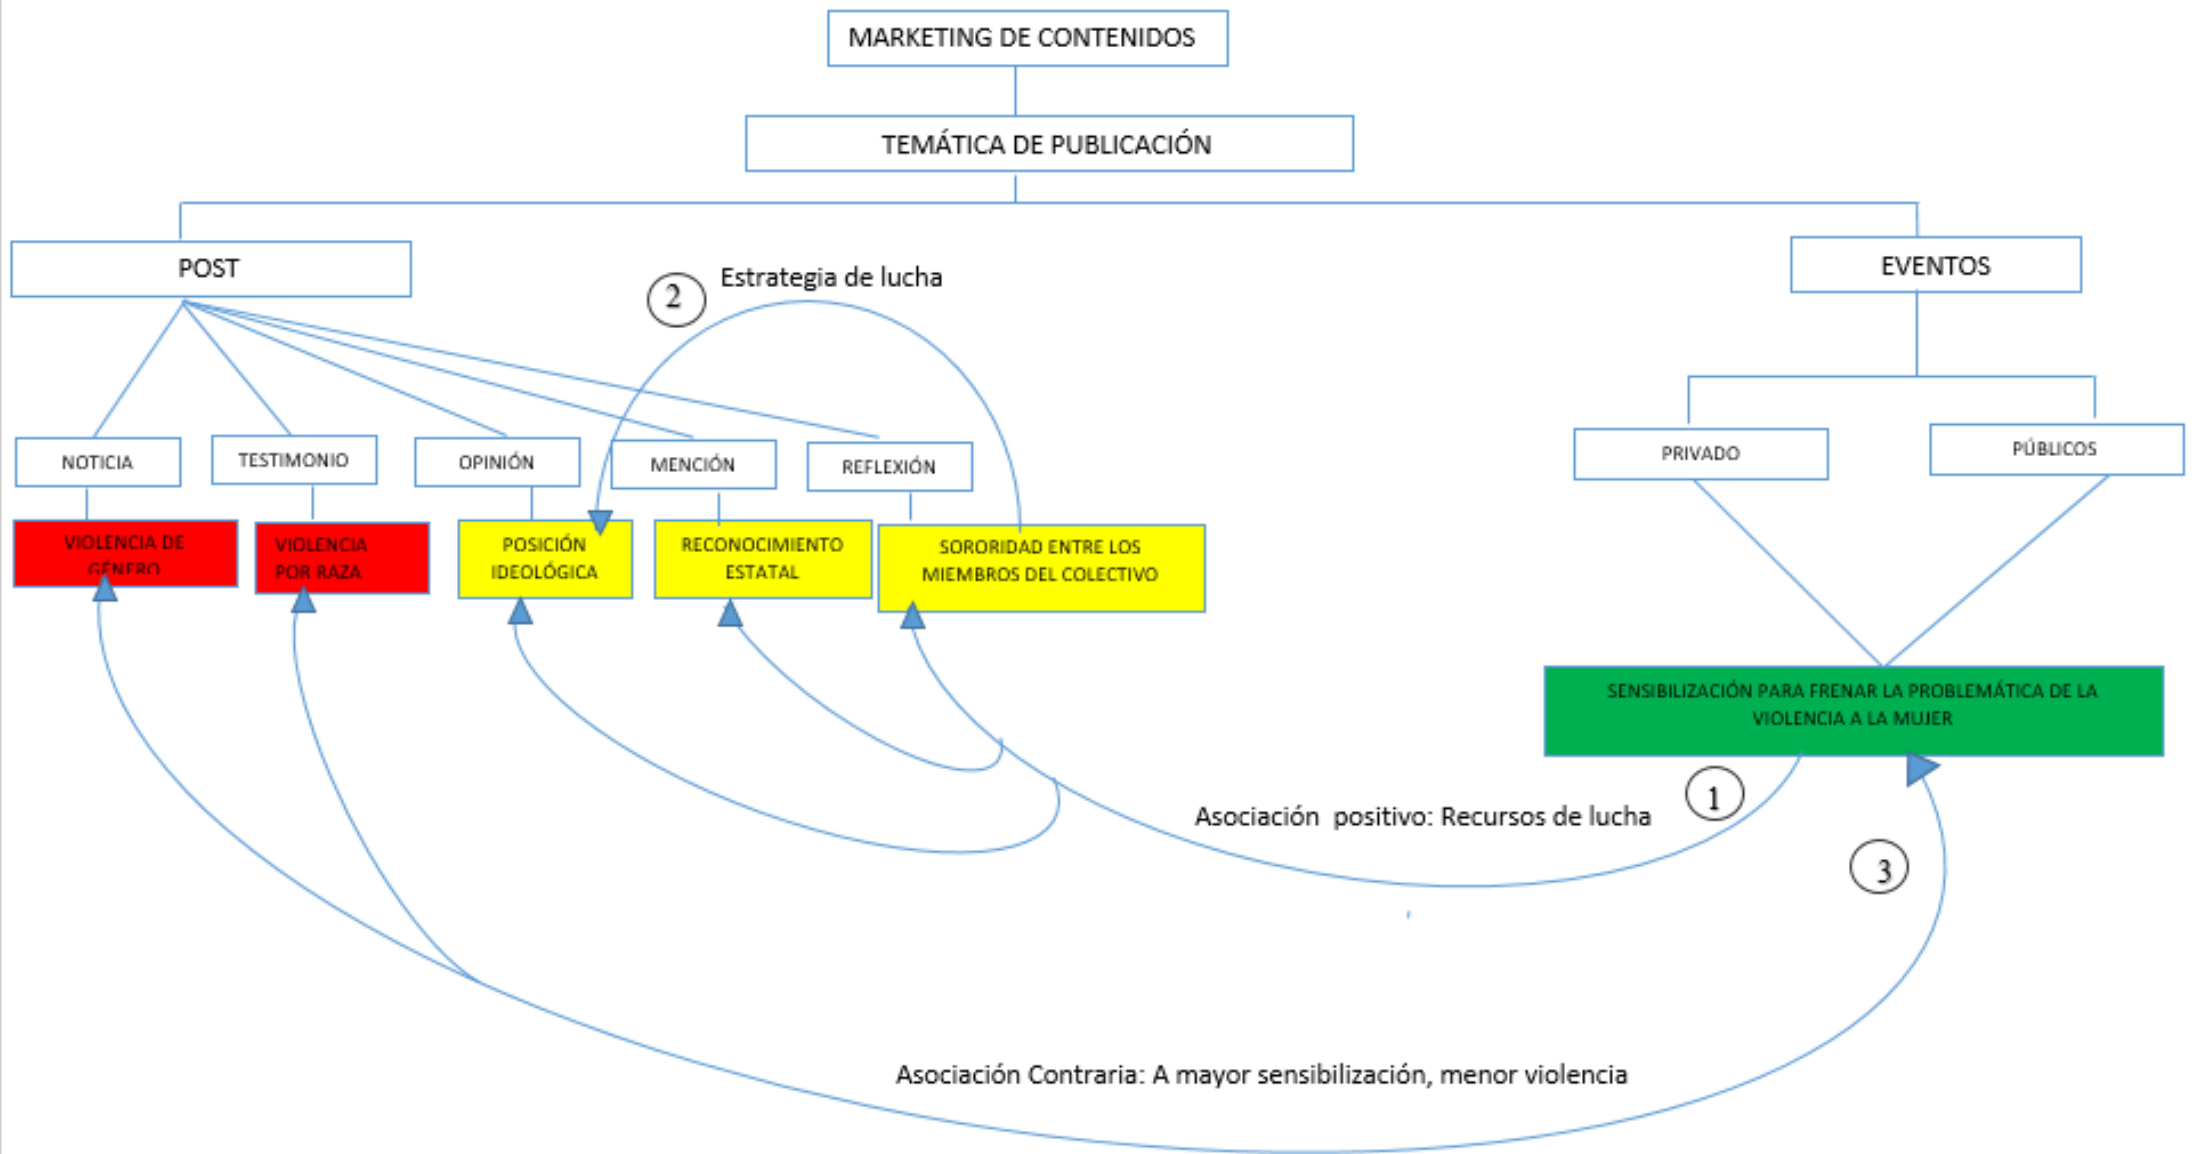 MARKETING DE CONTENIDOS
TEMÁTICA DE PUBLICACIÓN
POST
EVENTOS
2
Estrategia de lucha
NOTICIA
TESTIMONIO
OPINIÓN
MENCIÓN
REFLEXIÓN
PRIVADO
PÚBLICOS
VIOLENCIA DE
GÉNERO
VIOLENCIA
POR RAZA
POSICIÓN
IDEOLÓGICA
RECONOCIMIENTO
ESTATAL
SORORIDAD ENTRE LOS
MIEMBROS DEL COLECTIVO
SENSIBILIZACIÓN PARA FRENAR LA PROBLEMÁTICA DE LA
VIOLENCIA A LA MUJER
1
Asociación positivo: Recursos de lucha
3
Asociación Contraria: A mayor sensibilización, menor violencia